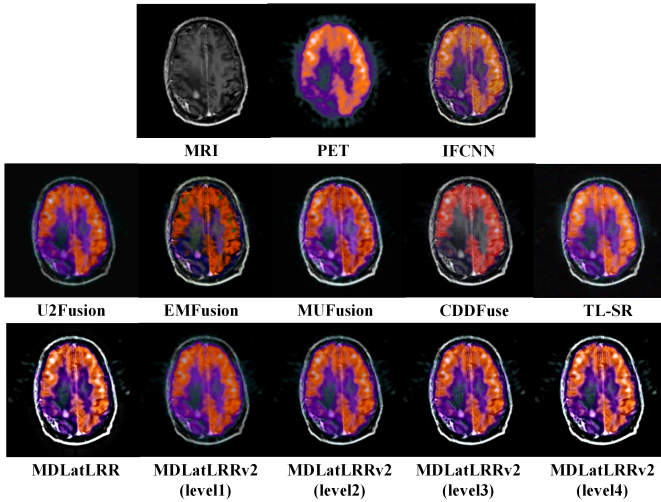 MRI PET IFCNN
U2Fusion EMFusion MUFusion CDDFuse TL-SR
MDLatLRR MDLatLRRv2 MDLatLRRv2 MDLatLRRv2 MDLatLRRv2
(level1) (level2) (level3) (level4)